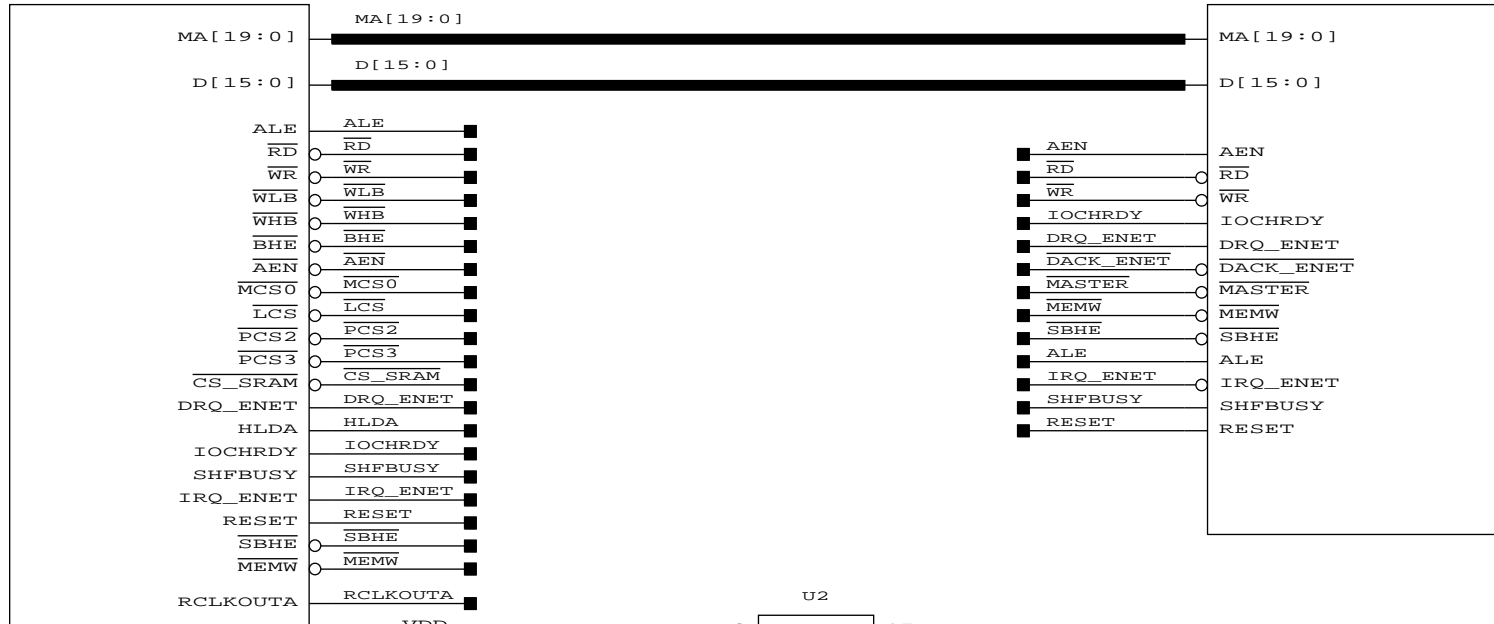 MA[19:0] MA[19:0] MA[19:0]
D[15:0] D[15:0] D[15:0]
ALE ALE
RD RD AEN AEN
WR WR RD RD
WLB WLB WR WR
WHB WHB IOCHRDY IOCHRDY
BHE BHE DRQ_ENET DRQ_ENET
AEN AEN DACK_ENET DACK_ENET
MCS0 MCS0 MASTER MASTER
LCS LCS MEMW MEMW
PCS2 PCS2 SBHE SBHE
PCS3 PCS3 ALE ALE
CS_SRAM CS_SRAM IRQ_ENET IRQ_ENET
DRQ_ENET DRQ_ENET SHFBUSY SHFBUSY
HLDA HLDA RESET RESET
IOCHRDY IOCHRDY
SHFBUSY SHFBUSY
IRQ_ENET IRQ_ENET
RESET RESET
SBHE SBHE
MEMW MEMW
RCLKOUTA RCLKOUTA U2
VDD